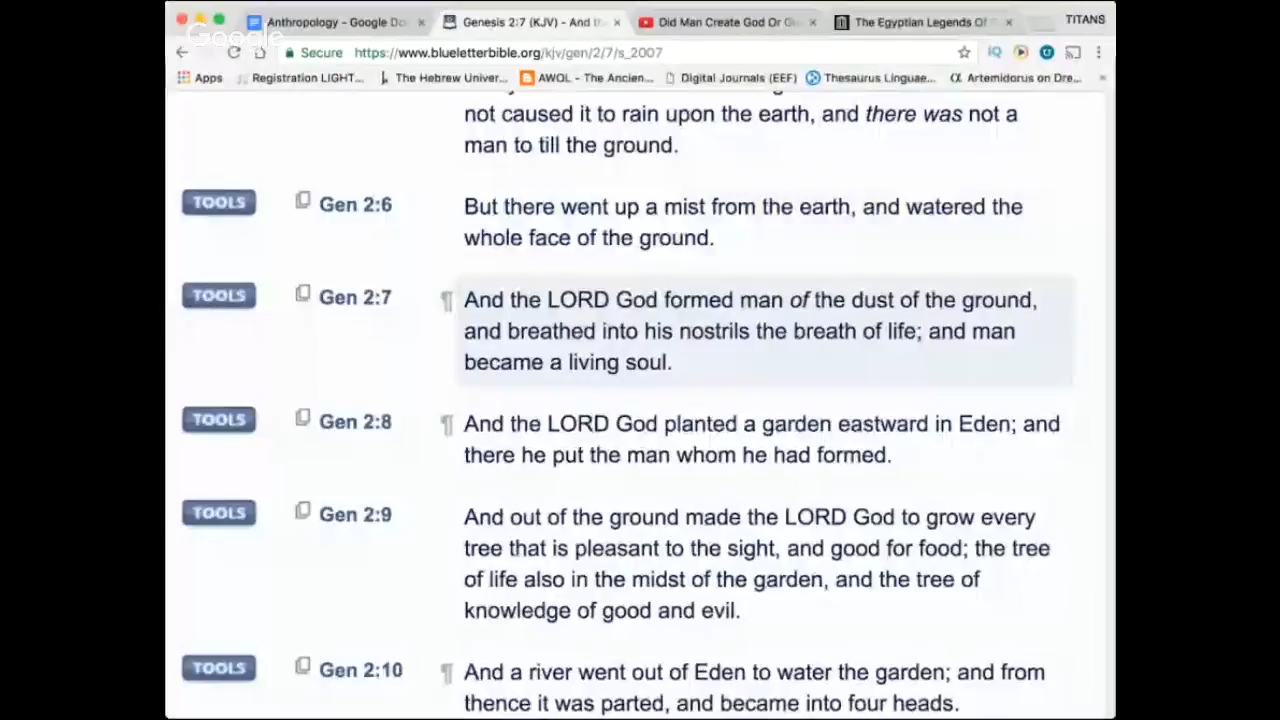 Anthropology - Google Do
Genesis 2:7 (KJV) - And th
Did Man Create God Or G
The Egyptian Legends Of
TITANS
Google
Secure https://www.blueletterbible.org/kjv/gen/2/7/s_2007
Apps
Registration LIGHT...
The Hebrew Univer...
AWOL - The Ancien...
Digital Journals (EEF)
Thesaurus Linguae...
Artemidorus on Dre...
»
not caused it to rain upon the earth, and there was not a
man to till the ground.
TOOLS Gen 2:6 But there went up a mist from the earth, and watered the
whole face of the ground.
TOOLS Gen 2:7 ¶ And the LORD God formed man of the dust of the ground,
and breathed into his nostrils the breath of life; and man
became a living soul.
TOOLS Gen 2:8 ¶ And the LORD God planted a garden eastward in Eden; and
there he put the man whom he had formed.
TOOLS Gen 2:9 And out of the ground made the LORD God to grow every
tree that is pleasant to the sight, and good for food; the tree
of life also in the midst of the garden, and the tree of
knowledge of good and evil.
TOOLS Gen 2:10 ¶ And a river went out of Eden to water the garden; and from
thence it was parted, and became into four heads.